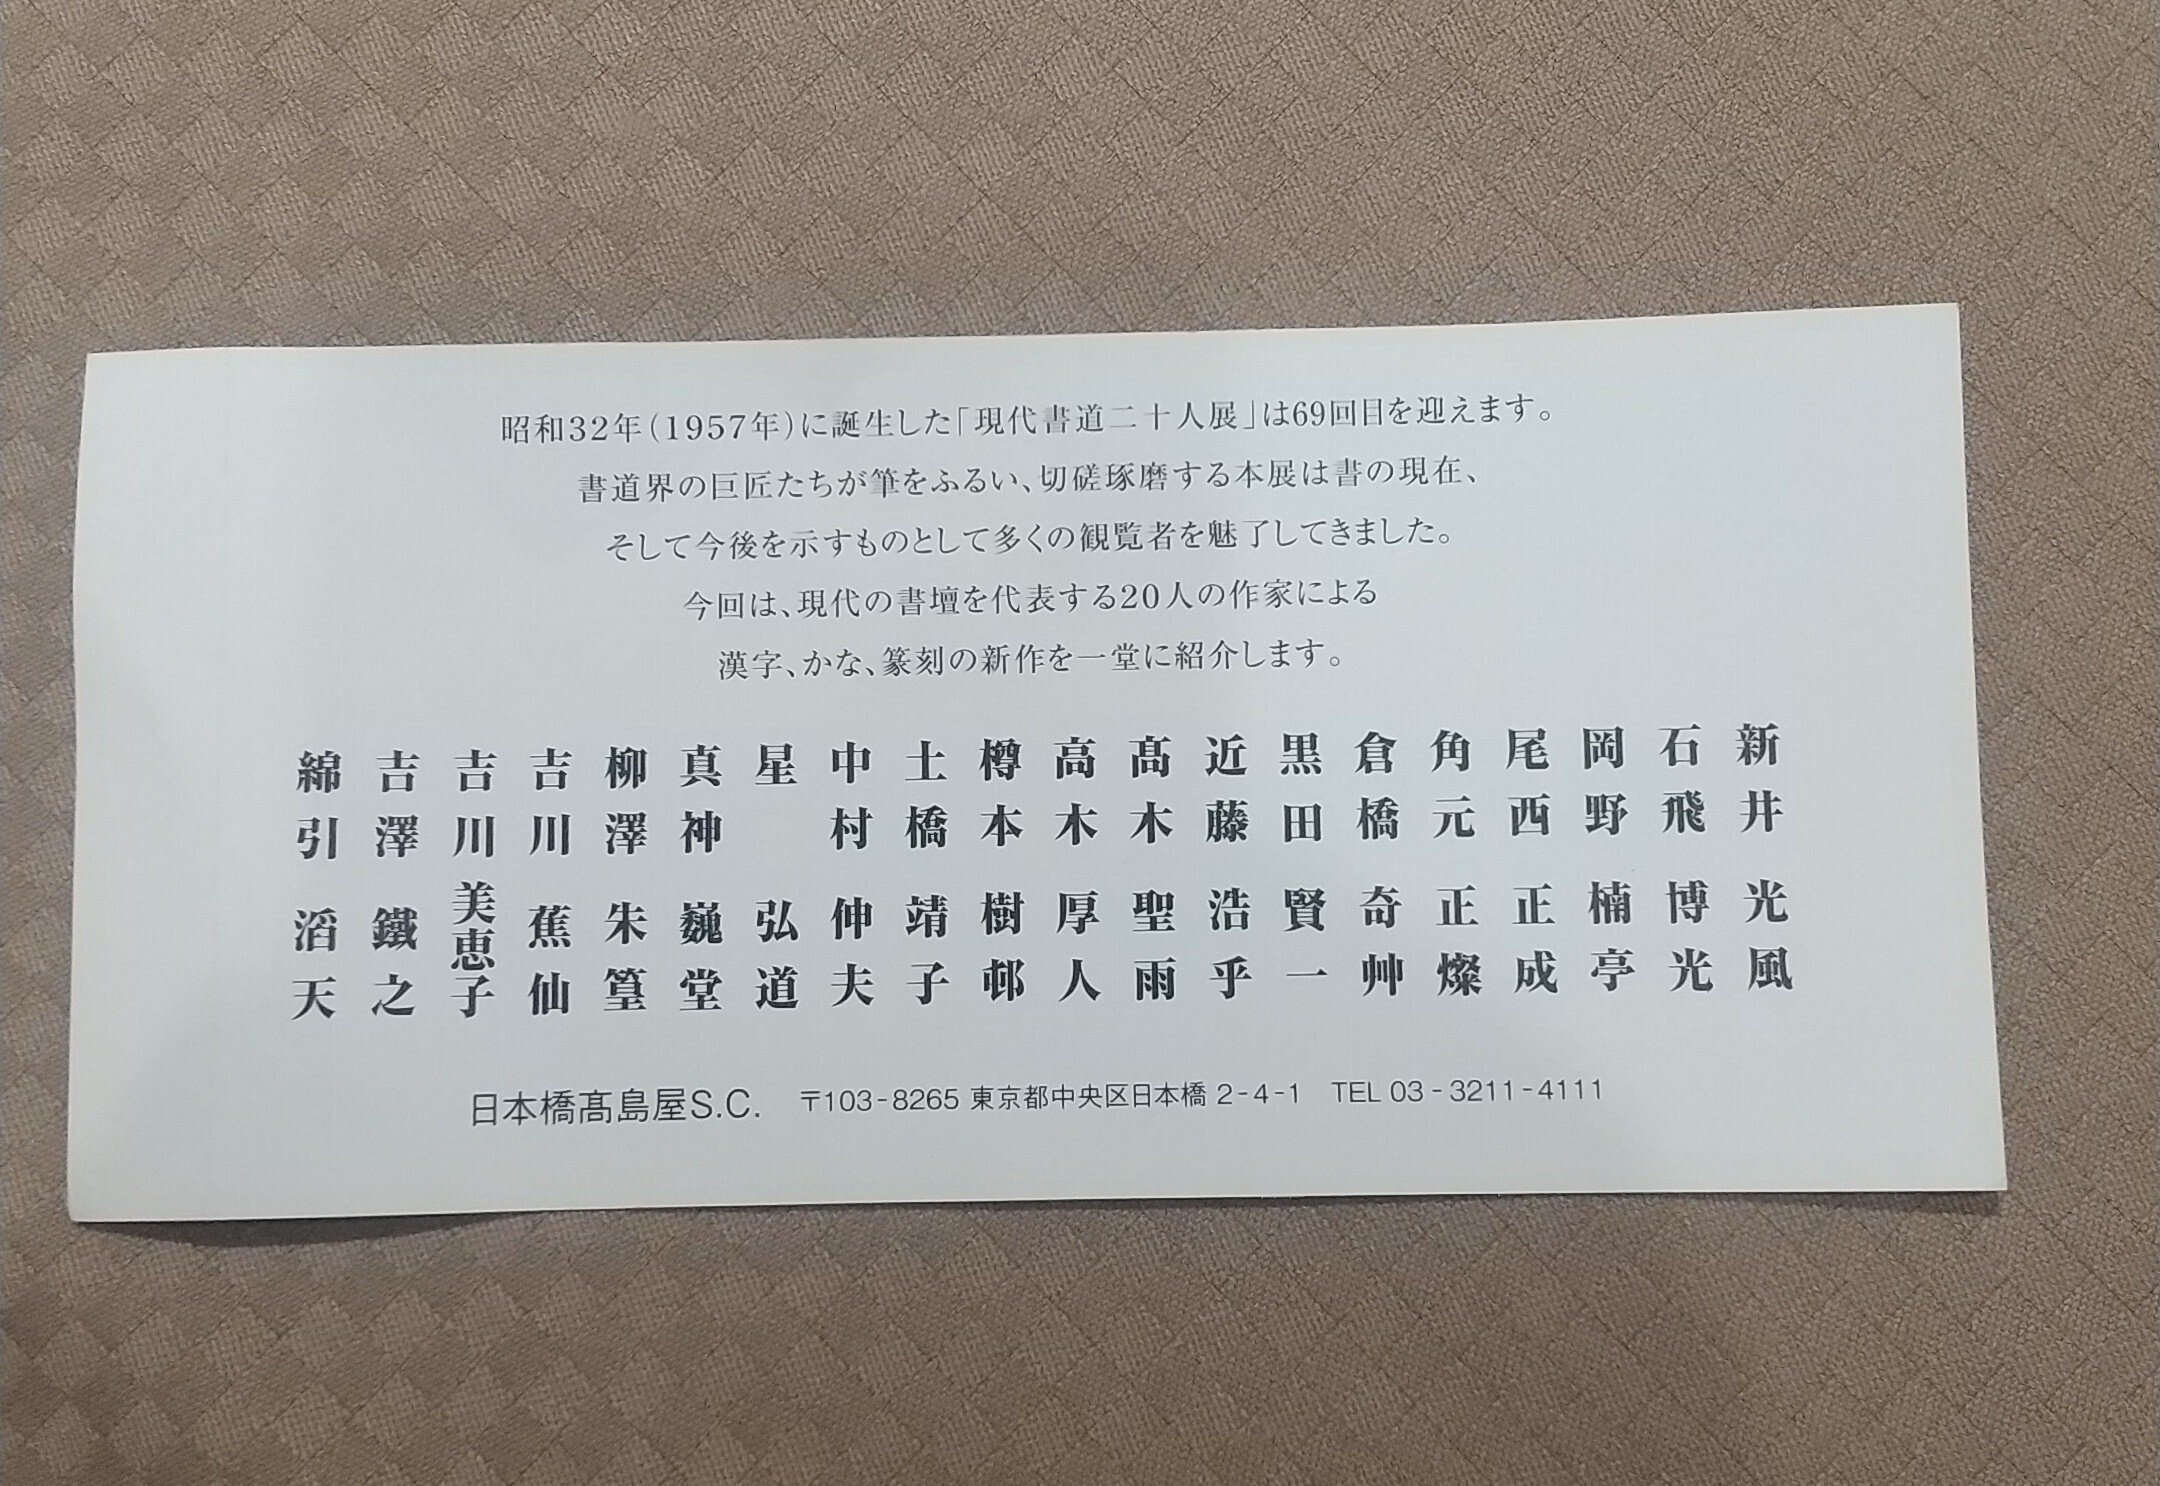 昭和32年(1957年)に誕生した「現代書道二十人展」は69回目を迎えます。
書道界の巨匠たちが筆をふるい、切磋琢磨する本展は書の現在、
そして今後を示すものとして多くの観覧者を魅了してきました。
今回は、現代の書壇を代表する20人の作家による
漢字、かな、篆刻の新作を一堂に紹介します。
新井光風
石飛博光
岡野楠亭
尾西正成
角元正燦
倉橋奇艸
黒田賢一
近藤浩乎
髙木聖雨
高木厚人
樽本樹邨
土橋靖子
中村伸夫
星弘道
真神巍堂
柳澤朱篁
吉川蕉仙
吉川美恵子
吉澤鐵之
綿引滔天
日本橋髙島屋S.C. 〒103-8265 東京都中央区日本橋 2-4-1 TEL 03-3211-4111